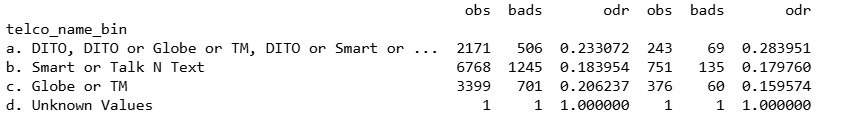 obs bads odr obs bads odr
telco_name_bin
a. DITO, DITO or Globe or TM, DITO or Smart or ... 2171 506 0.233072 243 69 0.283951
b. Smart or Talk N Text 6768 1245 0.183954 751 135 0.179760
c. Globe or TM 3399 701 0.206237 376 60 0.159574
d. Unknown Values 1 1 1.000000 1 1 1.000000